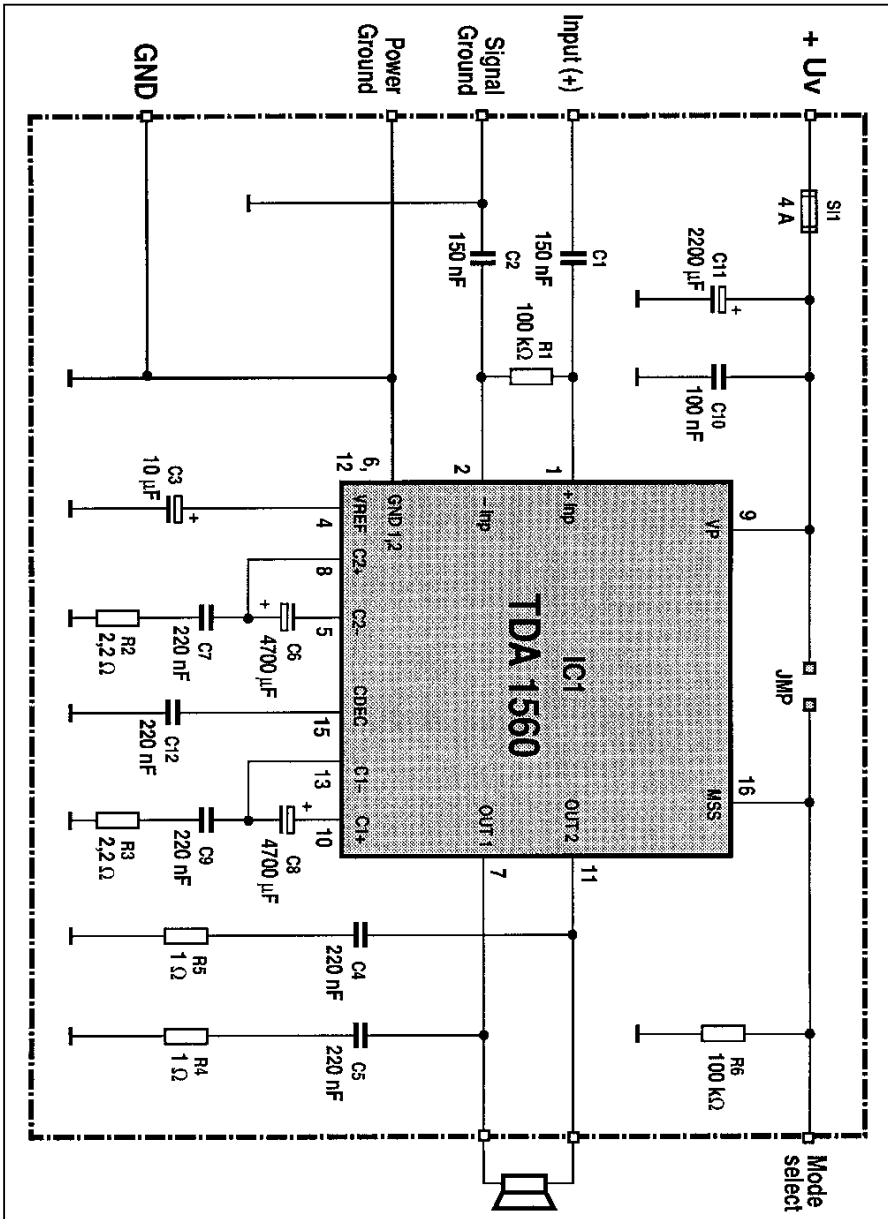 + Uv
Input (+)
Signal
Ground
Power
Ground
GND
SI1
4 A
C11
2200 µF
+
C10
100 nF
C1
150 nF
C2
150 nF
R1
100 kΩ
9
VP
JMP
16
MSS
R6
100 kΩ
Mode
select
1
+ Inp
2
– Inp
6,
12
GND 1,2
IC1
TDA 1560
OUT 2
11
OUT 1
7
VREF
4
C2+
8
C2–
5
CDEC
15
C1–
13
C1+
10
C3
10 µF
+
C6
4700 µF
+
C7
220 nF
R2
2,2 Ω
C12
220 nF
C8
4700 µF
+
C9
220 nF
R3
2,2 Ω
C4
220 nF
R5
1 Ω
C5
220 nF
R4
1 Ω